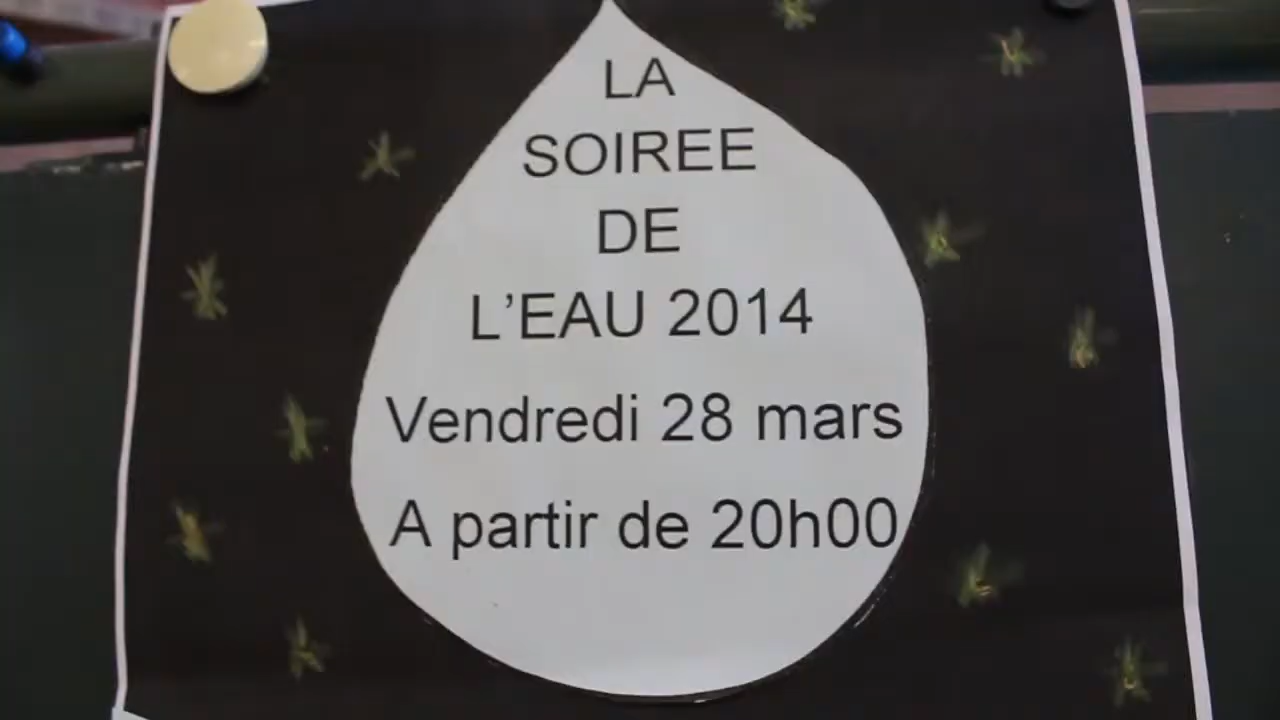 LA
SOIREE
DE
L'EAU 2014
Vendredi 28 mars
A partir de 20h00